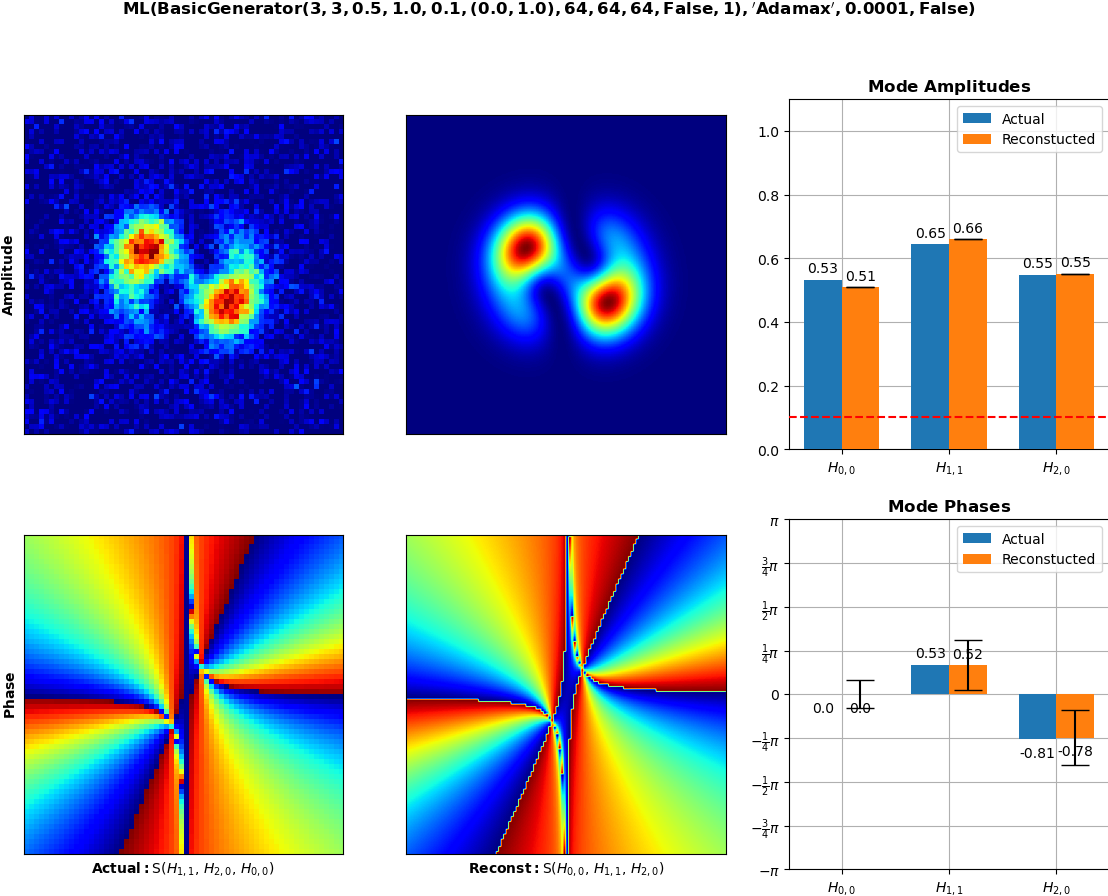 ML(BasicGenerator(3, 3, 0.5, 1.0, 0.1, (0.0, 1.0), 64, 64, 64, False, 1), ′Adamax′, 0.0001, False)
Amplitude
Mode Amplitudes
Actual
Reconstucted
1.0
0.8
0.6
0.4
0.2
0.0
0.53
0.51
0.65
0.66
0.55
0.55
H0,0
H1,1
H2,0
Phase
Actual: S(H1,1, H2,0, H0,0)
Reconst: S(H0,0, H1,1, H2,0)
Mode Phases
Actual
Reconstucted
π
3/4π
1/2π
1/4π
0
−1/4π
−1/2π
−3/4π
−π
0.0
-0.0
0.53
0.52
-0.81
-0.78
H0,0
H1,1
H2,0